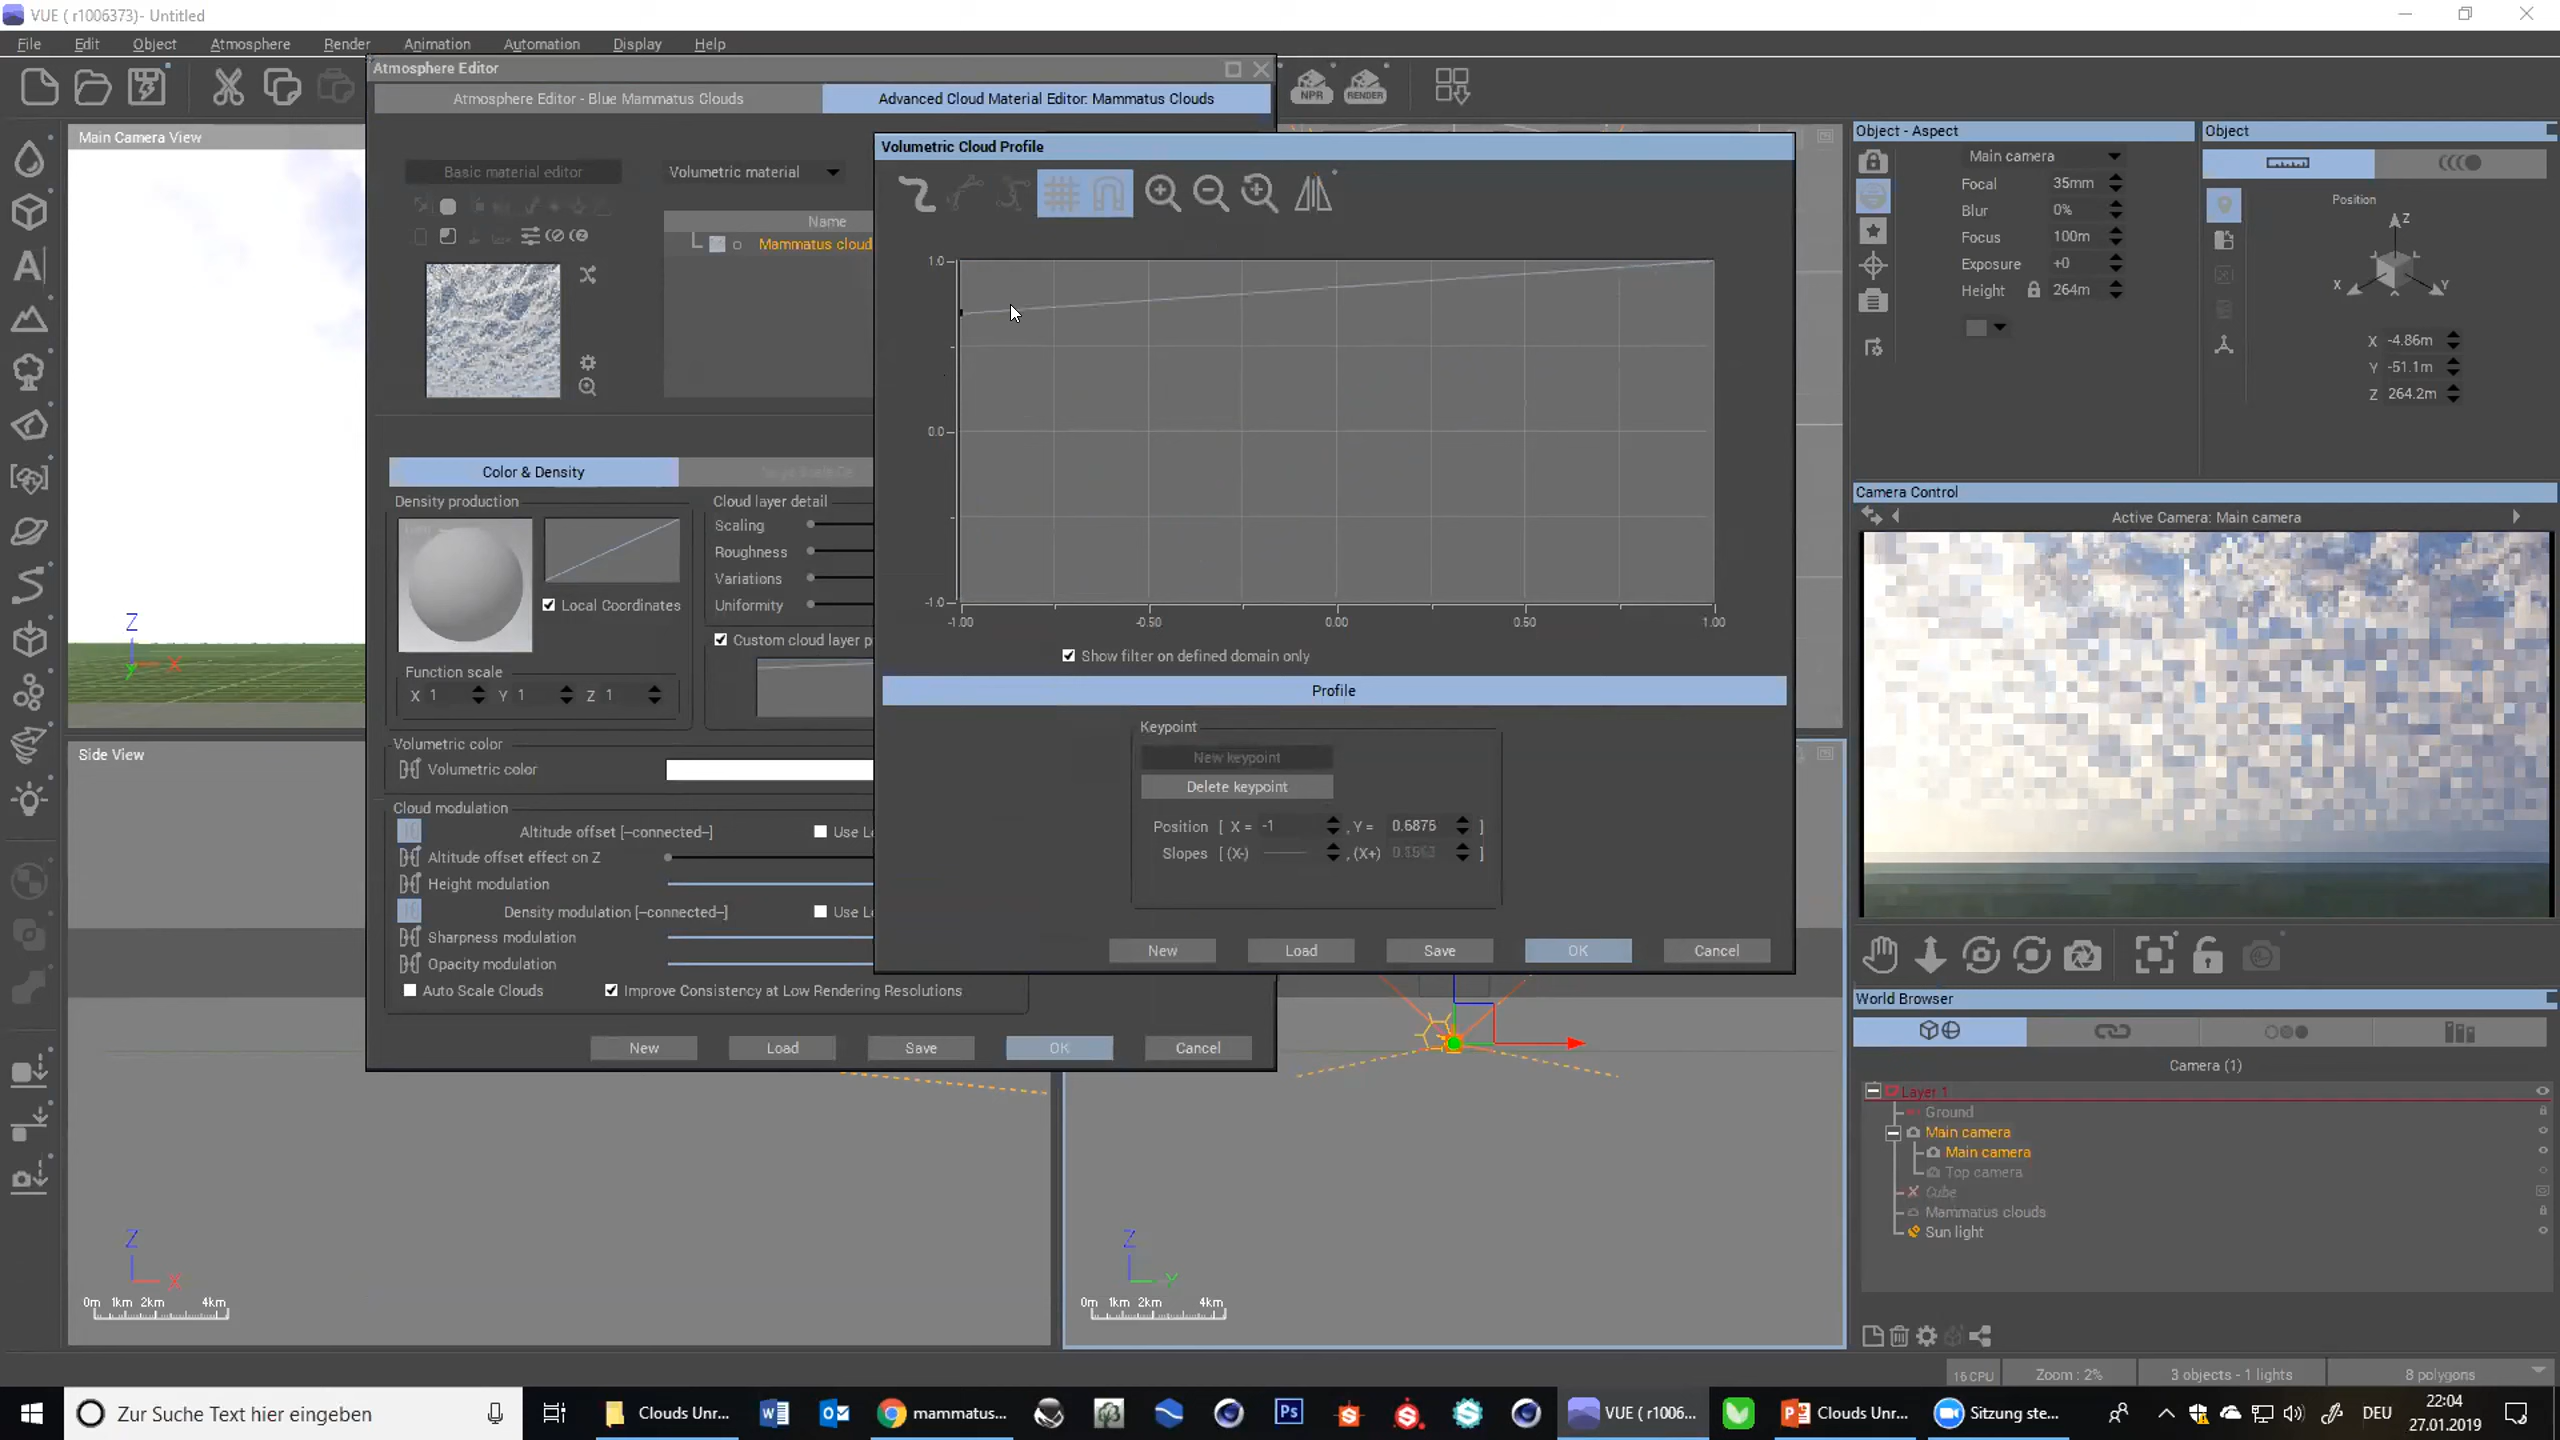 VUE ( r1006373)- Untitled
File Edit Object Atmosphere Render Animation Automation Display Help
Atmosphere Editor
Atmosphere Editor - Blue Mammatus Clouds
Advanced Cloud Material Editor: Mammatus Clouds
NPR
RENDER
Main Camera View
Basic material editor
Volumetric material
Name
Mammatus cloud
Color & Density
Density production
Local Coordinates
Function scale
X 1 Y 1 Z 1
Cloud layer detail
Scaling
Roughness
Variations
Uniformity
Custom cloud layer p
Volumetric color
Volumetric color
Cloud modulation
Altitude offset [--connected--]
Use Lo
Altitude offset effect on Z
Height modulation
Density modulation [--connected--]
Use Lo
Sharpness modulation
Opacity modulation
Auto Scale Clouds
Improve Consistency at Low Rendering Resolutions
New Load Save OK Cancel
Volumetric Cloud Profile
1.0
0.0
-1.0
-1.00 -0.50 0.00 0.50 1.00
Show filter on defined domain only
Profile
Keypoint
New keypoint
Delete keypoint
Position [ X = -1 , Y = 0.6875 ]
Slopes [ (X-) , (X+) ]
New Load Save OK Cancel
Z
X
Side View
Z
X
0m 1km 2km 4km
Z
Y
0m 1km 2km 4km
Object - Aspect
Main camera
Focal 35mm
Blur 0%
Focus 100m
Exposure +0
Height 264m
Object
Position
Z
X Y
X -4.86m
Y -51.1m
Z 264.2m
Camera Control
Active Camera: Main camera
World Browser
Camera (1)
Layer 1
Ground
Main camera
Main camera
Top camera
Cube
Mammatus clouds
Sun light
16 CPU
Zoom : 2%
3 objects - 1 lights
8 polygons
Zur Suche Text hier eingeben
Clouds Unr...
mammatus...
Ps
VUE ( r1006...
Clouds Unr...
Sitzung ste...
DEU
22:04
27.01.2019